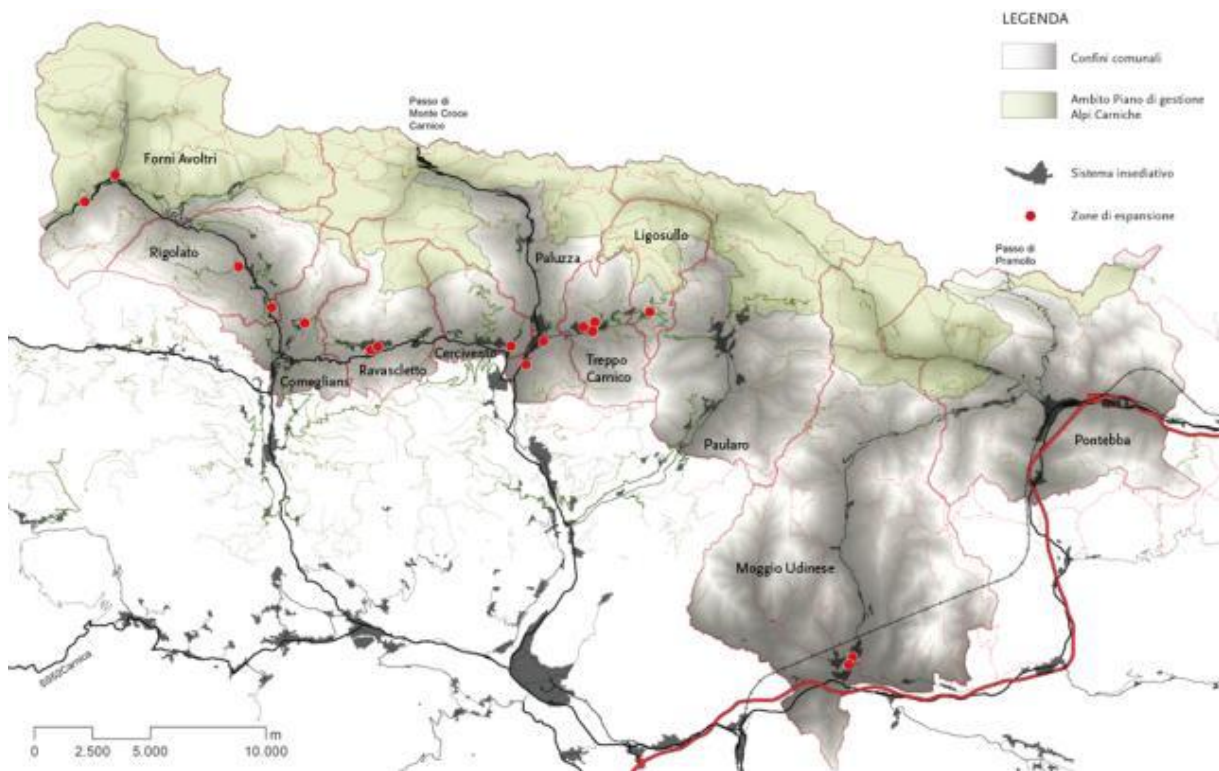 LEGENDA
Confini comunali
Ambito Piano di gestione
Alpi Carniche
Sistema insediativo
Zone di espansione
Passo di
Monte Croce
Carnico
Forni Avoltri
Rigolato
Paluzza
Ligosullo
Passo di
Pramollo
Cercivento
Ravascletto
Comeglians
Treppo
Carnico
Paularo
Pontebba
Moggio Udinese
m
0 2.500 5.000 10.000